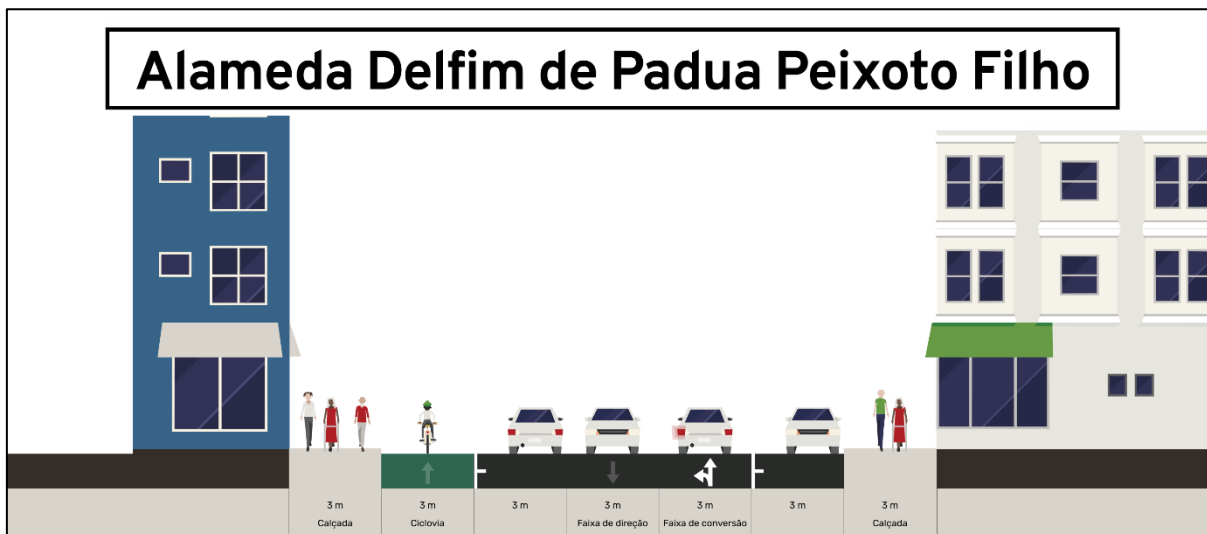 Alameda Delfim de Padua Peixoto Filho
3 m
Calçada
3 m
Ciclovia
3 m
3 m
Faixa de direção
3 m
Faixa de conversão
3 m
3 m
Calçada